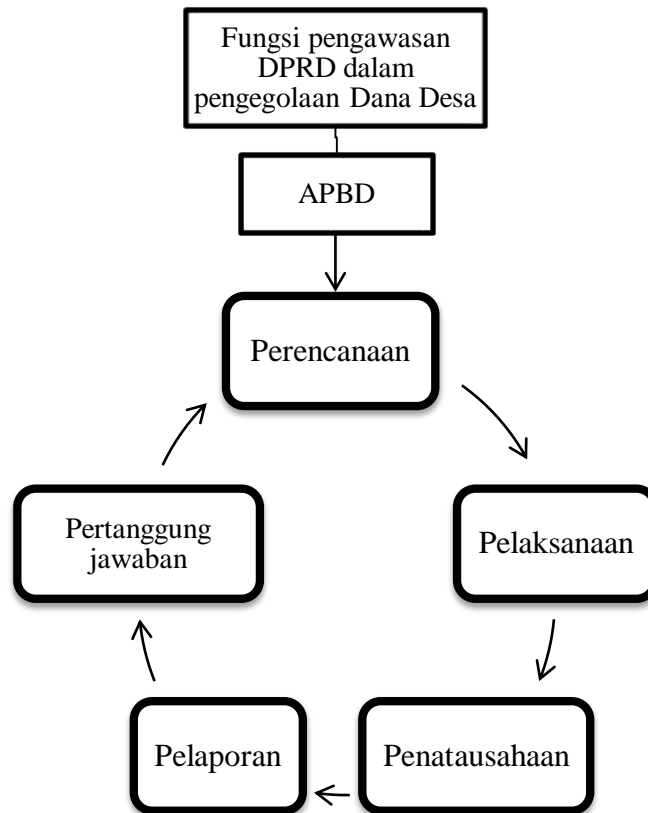 Fungsi pengawasan
DPRD dalam
pengegolaan Dana Desa
APBD
Perencanaan
Pelaksanaan
Penatausahaan
Pelaporan
Pertanggung
jawaban